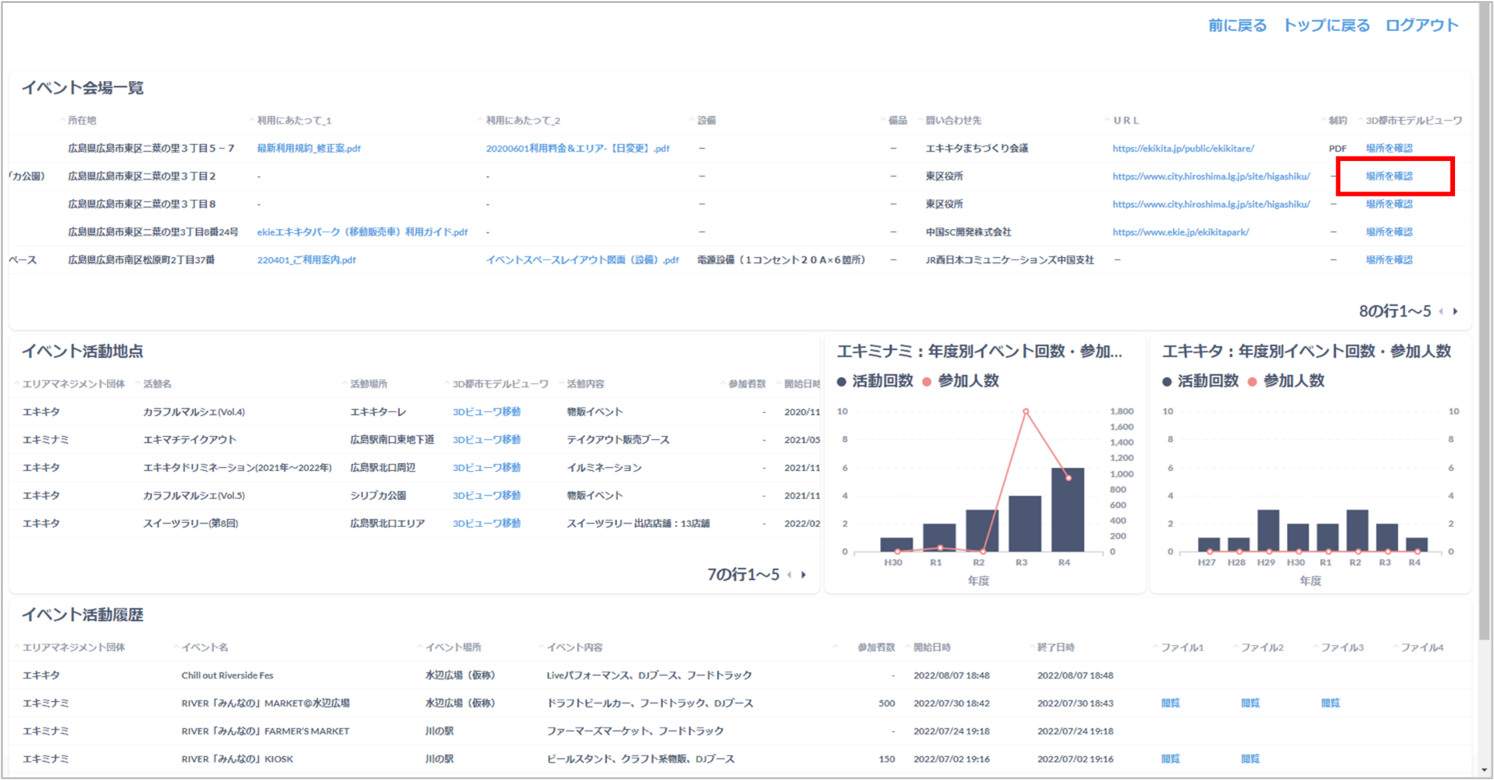 前に戻る トップに戻る ログアウト
イベント会場一覧
所在地 利用にあたって_1 利用にあたって_2 設備 備品 問い合わせ先 URL 制約 3D都市モデルビューワ
広島県広島市東区二葉の里３丁目５－７ 最新利用規約_修正案.pdf 20200601利用料金＆エリア-【日変更】.pdf － － エキキタまちづくり会議 https://ekikita.jp/public/ekikitare/ PDF 場所を確認
カ公園） 広島県広島市東区二葉の里３丁目２ - - － － 東区役所 https://www.city.hiroshima.lg.jp/site/higashiku/ － 場所を確認
広島県広島市東区二葉の里３丁目８ - - － － 東区役所 https://www.city.hiroshima.lg.jp/site/higashiku/ － 場所を確認
広島県広島市東区二葉の里3丁目8番24号 ekieエキキタパーク（移動販売車）利用ガイド.pdf - － － 中国SC開発株式会社 https://www.ekie.jp/ekikitapark/ － 場所を確認
ペース 広島県広島市南区松原町2丁目37番 220401_ご利用案内.pdf イベントスペースレイアウト図面（設備）.pdf 電源設備（１コンセント２０A×６箇所） － JR西日本コミュニケーションズ中国支社 － － 場所を確認
8の行1〜5
イベント活動地点
エリアマネジメント団体 活動名 活動場所 3D都市モデルビューワ 活動内容 参加者数 開始日時
エキキタ カラフルマルシェ(Vol.4) エキキターレ 3Dビューワ移動 物販イベント - 2020/11
エキミナミ エキマチテイクアウト 広島駅南口東地下道 3Dビューワ移動 テイクアウト販売ブース - 2021/05
エキキタ エキキタドリミネーション(2021年〜2022年) 広島駅北口周辺 3Dビューワ移動 イルミネーション - 2021/11
エキキタ カラフルマルシェ(Vol.5) シリブカ公園 3Dビューワ移動 物販イベント - 2021/11
エキキタ スイーツラリー(第8回) 広島駅北口エリア 3Dビューワ移動 スイーツラリー 出店店舗：13店舗 - 2022/02
7の行1〜5
エキミナミ：年度別イベント回数・参加...
活動回数 参加人数
10 1,800
1,600
8 1,400
1,200
6 1,000
800
4 600
400
2 200
0 0
H30 R1 R2 R3 R4
年度
エキキタ：年度別イベント回数・参加人数
活動回数 参加人数
10 10
8 8
6 6
4 4
2 2
0 0
H27 H28 H29 H30 R1 R2 R3 R4
年度
イベント活動履歴
エリアマネジメント団体 イベント名 イベント場所 イベント内容 参加者数 開始日時 終了日時 ファイル1 ファイル2 ファイル3 ファイル4
エキキタ Chill out Riverside Fes 水辺広場（仮称） Liveパフォーマンス、DJブース、フードトラック - 2022/08/07 18:48 2022/08/07 18:48
エキミナミ RIVER「みんなの」MARKET@水辺広場 水辺広場（仮称） ドラフトビールカー、フードトラック、DJブース 500 2022/07/30 18:42 2022/07/30 18:43 閲覧 閲覧 閲覧
エキミナミ RIVER「みんなの」FARMER'S MARKET 川の駅 ファーマーズマーケット、フードトラック - 2022/07/24 19:18 2022/07/24 19:18
エキミナミ RIVER「みんなの」KIOSK 川の駅 ビールスタンド、クラフト系物販、DJブース 150 2022/07/02 19:16 2022/07/02 19:16 閲覧 閲覧